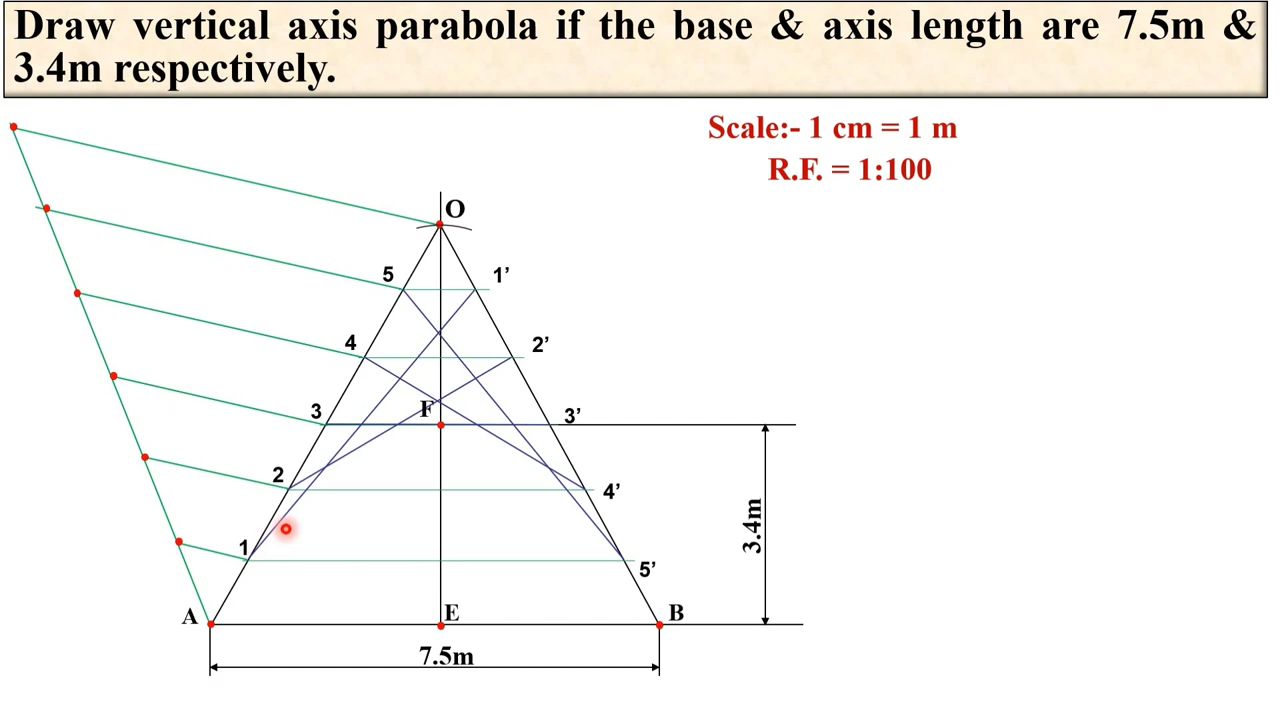 Draw vertical axis parabola if the base & axis length are 7.5m &
3.4m respectively.
Scale:- 1 cm = 1 m
R.F. = 1:100
O
5
1’
4
2’
3
F
3’
2
4’
3.4m
1
5’
A
E
B
7.5m